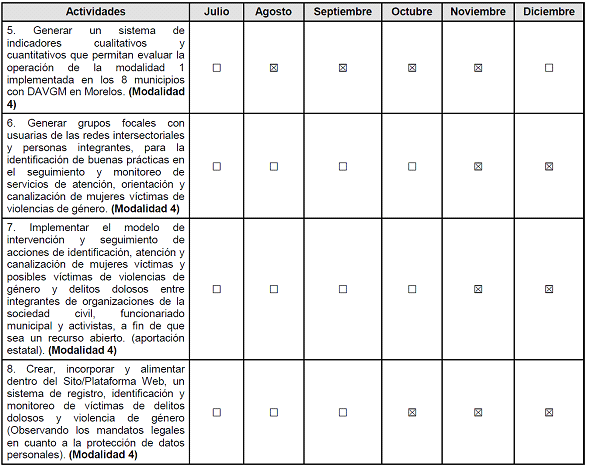 Actividades Julio Agosto Septiembre Octubre Noviembre Diciembre
5. Generar un sistema de
indicadores cualitativos y
cuantitativos que permitan evaluar la
operación de la modalidad 1
implementada en los 8 municipios
con DAVGM en Morelos. (Modalidad
4)
☐ ☒ ☒ ☒ ☒ ☐
6. Generar grupos focales con
usuarias de las redes intersectoriales
y personas integrantes, para la
identificación de buenas prácticas en
el seguimiento y monitoreo de
servicios de atención, orientación y
canalización de mujeres víctimas de
violencias de género. (Modalidad 4)
☐ ☐ ☐ ☐ ☒ ☒
7. Implementar el modelo de
intervención y seguimiento de
acciones de identificación, atención y
canalización de mujeres víctimas y
posibles víctimas de violencias de
género y delitos dolosos entre
integrantes de organizaciones de la
sociedad civil, funcionariado
municipal y activistas, a fin de que
sea un recurso abierto. (aportación
estatal). (Modalidad 4)
☐ ☐ ☐ ☐ ☒ ☒
8. Crear, incorporar y alimentar
dentro del Sito/Plataforma Web, un
sistema de registro, identificación y
monitoreo de víctimas de delitos
dolosos y violencia de género
(Observando los mandatos legales
en cuanto a la protección de datos
personales). (Modalidad 4)
☐ ☐ ☐ ☒ ☒ ☒